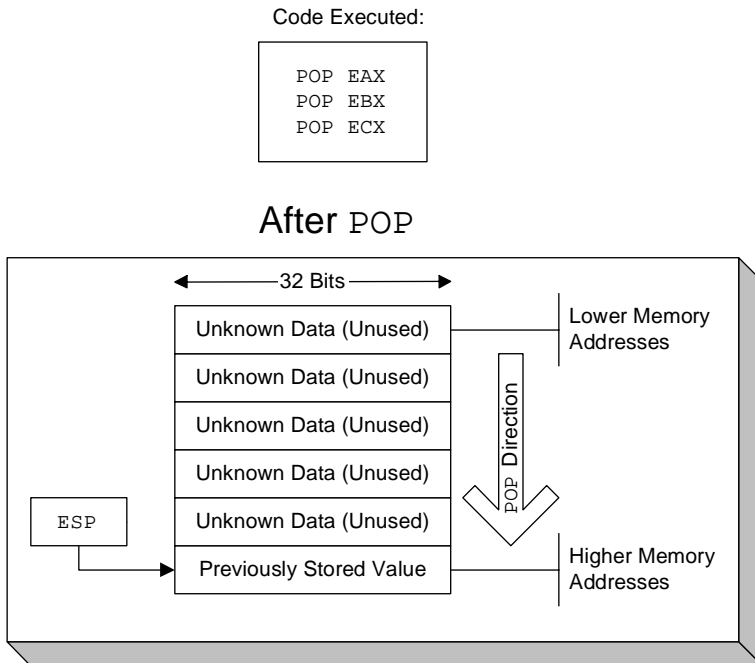 Code Executed:
POP EAX
POP EBX
POP ECX
After POP
32 Bits
Unknown Data (Unused)
Lower Memory
Addresses
Unknown Data (Unused)
Unknown Data (Unused)
Unknown Data (Unused)
POP Direction
ESP
Unknown Data (Unused)
Previously Stored Value
Higher Memory
Addresses